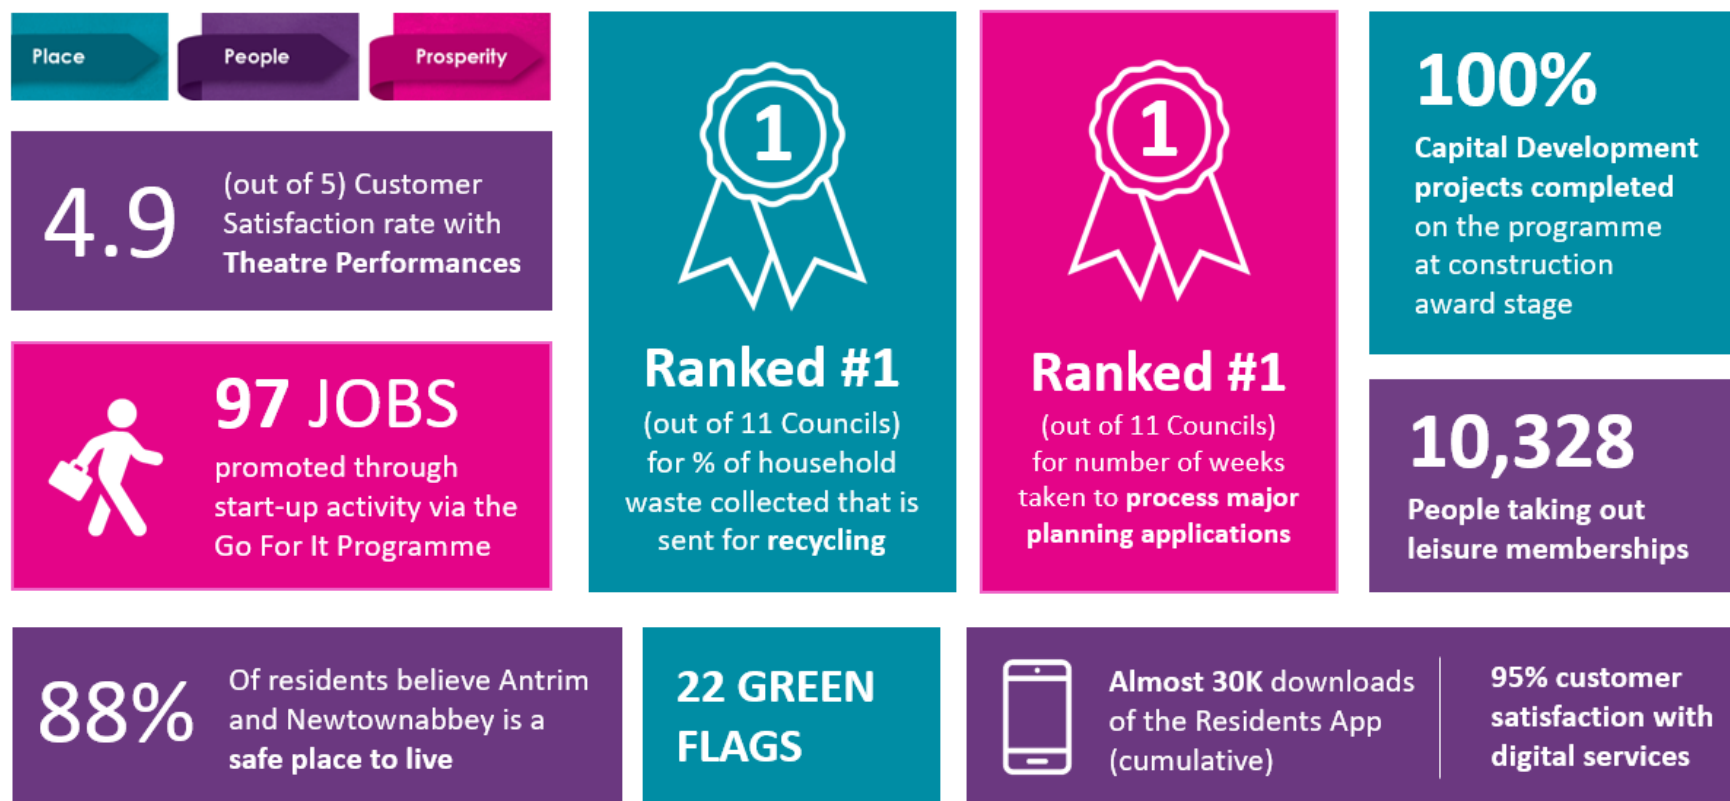 Place
People
Prosperity
4.9
(out of 5) Customer
Satisfaction rate with
Theatre Performances
97 JOBS
promoted through
start-up activity via the
Go For It Programme
1
Ranked #1
(out of 11 Councils)
for % of household
waste collected that is
sent for recycling
1
Ranked #1
(out of 11 Councils)
for number of weeks
taken to process major
planning applications
100%
Capital Development
projects completed
on the programme
at construction
award stage
10,328
People taking out
leisure memberships
88%
Of residents believe Antrim
and Newtownabbey is a
safe place to live
22 GREEN
FLAGS
Almost 30K downloads
of the Residents App
(cumulative)
95% customer
satisfaction with
digital services